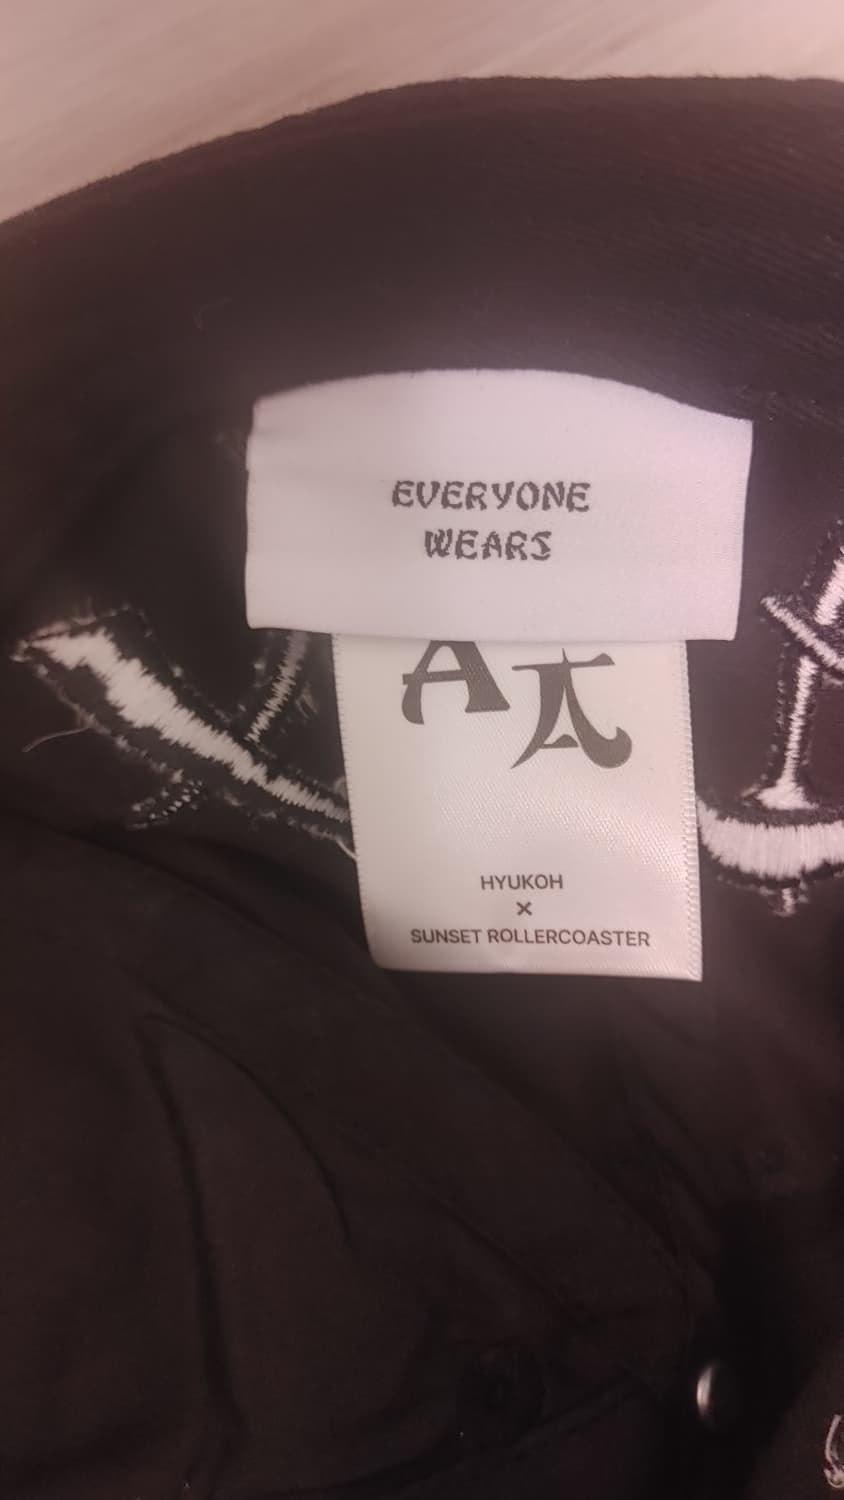 EVERYONE
WEARS
AA
HYUKOH
×
SUNSET ROLLERCOASTER